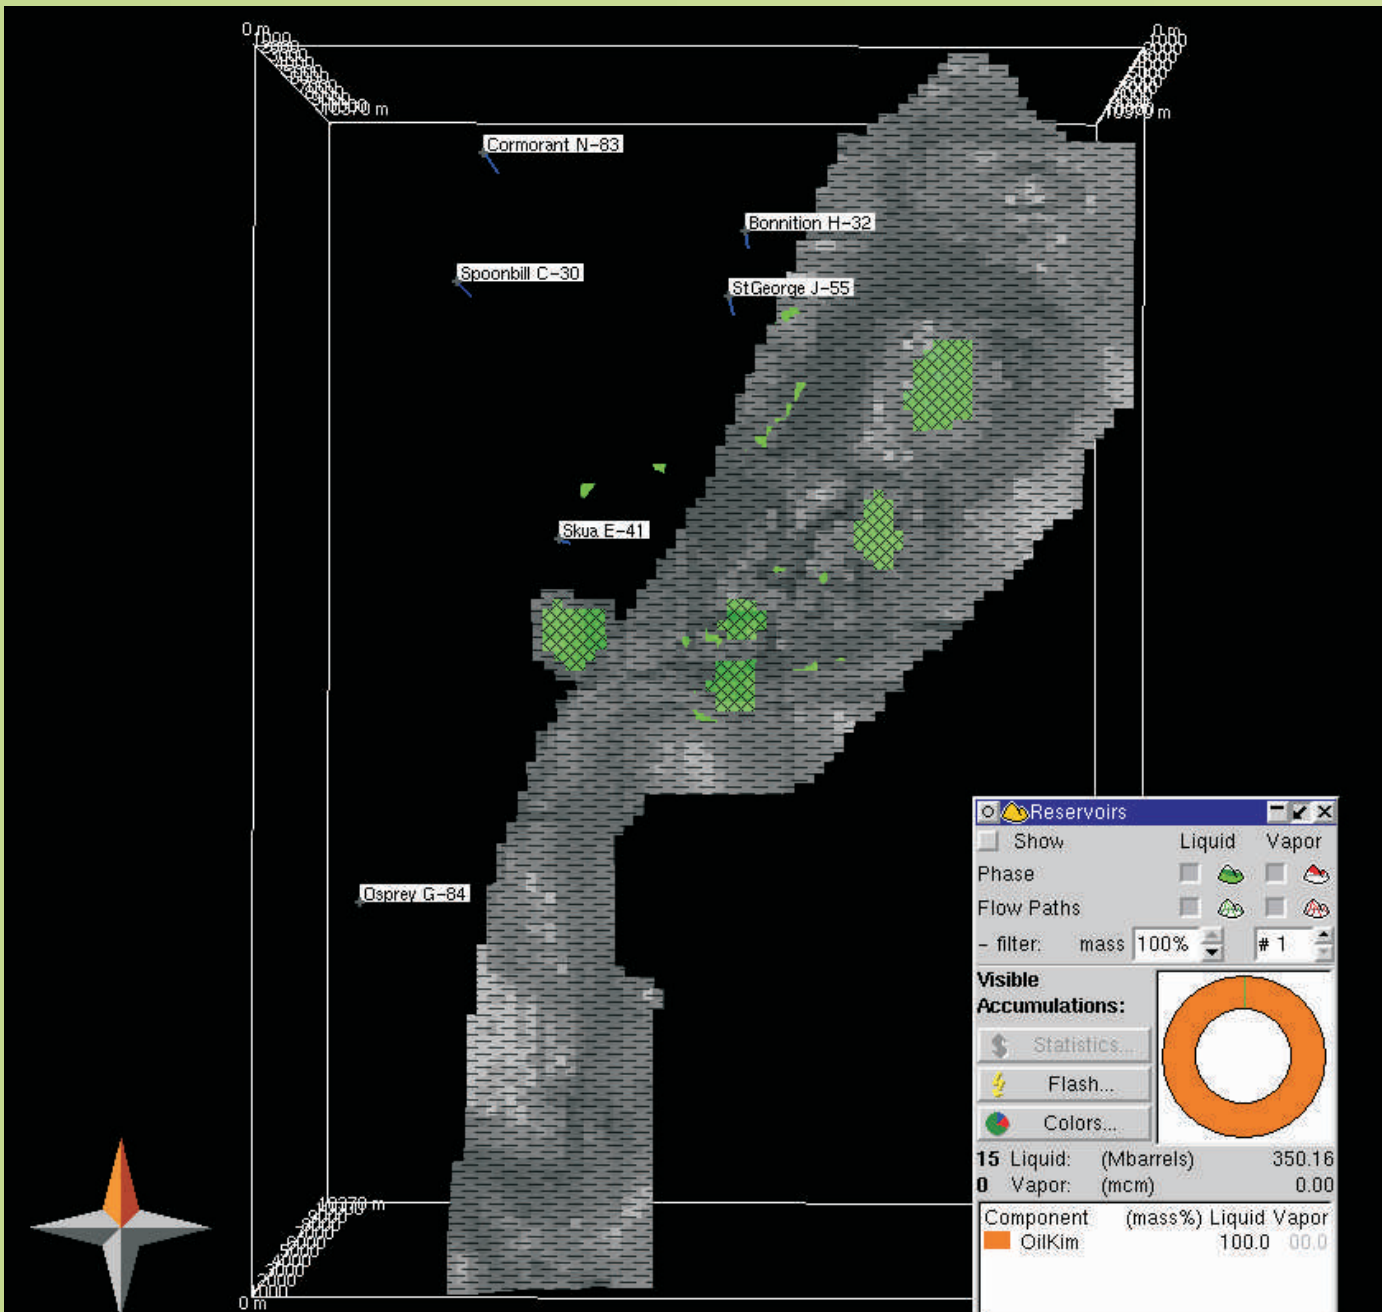 0 m
0 m
10370 m
10370 m
Cormorant N-83
Bonnition H-32
Spoonbill C-30
StGeorge J-55
Skua E-41
Osprey G-84
Reservoirs
Show Liquid Vapor
Phase
Flow Paths
- filter: mass 100% # 1
Visible
Accumulations:
Statistics...
Flash...
Colors...
15 Liquid: (Mbarrels) 350.16
0 Vapor: (mcm) 0.00
Component (mass%) Liquid Vapor
OilKim 100.0 00.0
10370 m
0 m